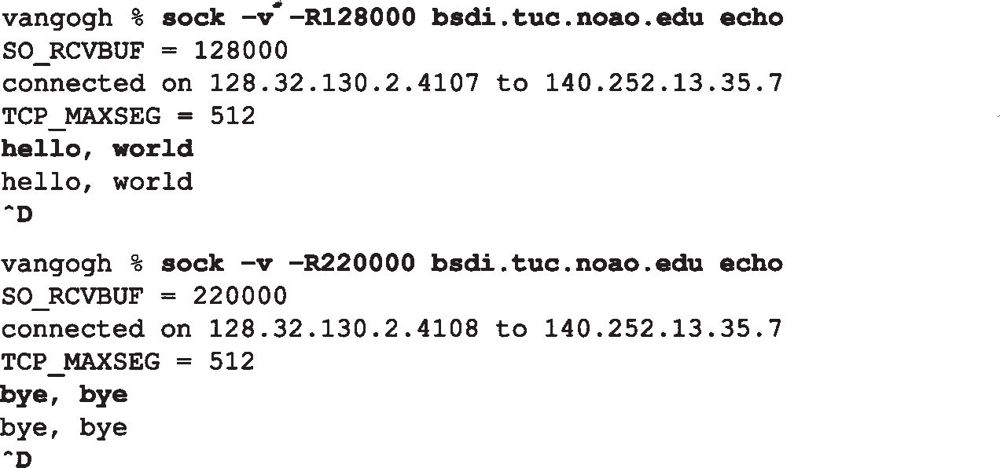 vangogh % sock -v -R128000 bsdi.tuc.noao.edu echo
SO_RCVBUF = 128000
connected on 128.32.130.2.4107 to 140.252.13.35.7
TCP_MAXSEG = 512
hello, world
hello, world
^D
vangogh % sock -v -R220000 bsdi.tuc.noao.edu echo
SO_RCVBUF = 220000
connected on 128.32.130.2.4108 to 140.252.13.35.7
TCP_MAXSEG = 512
bye, bye
bye, bye
^D